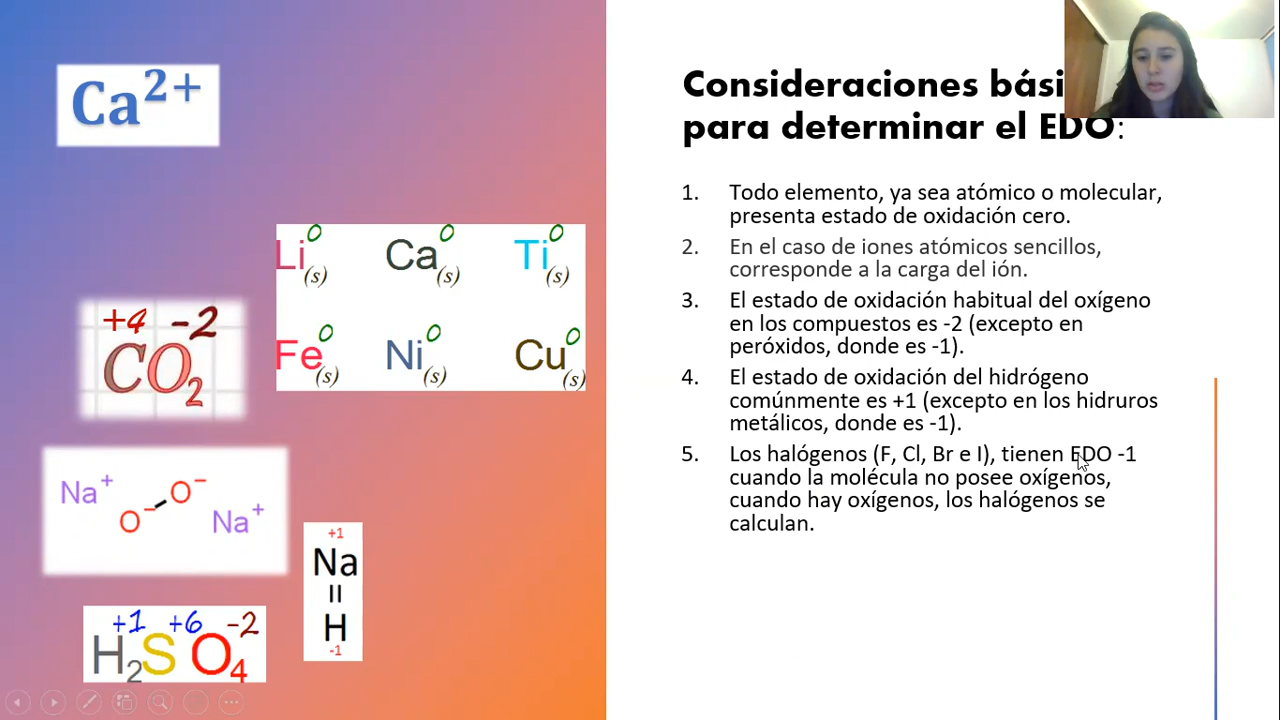 Ca2+
Li0(s) Ca0(s) Ti0(s)
Fe0(s) Ni0(s) Cu0(s)
+4 -2
CO2
Na+ O− O− Na+
+1
Na
=
H
-1
+1 +6 -2
H2SO4
Consideraciones bási
para determinar el EDO:
1. Todo elemento, ya sea atómico o molecular,
presenta estado de oxidación cero.
2. En el caso de iones atómicos sencillos,
corresponde a la carga del ión.
3. El estado de oxidación habitual del oxígeno
en los compuestos es -2 (excepto en
peróxidos, donde es -1).
4. El estado de oxidación del hidrógeno
comúnmente es +1 (excepto en los hidruros
metálicos, donde es -1).
5. Los halógenos (F, Cl, Br e I), tienen EDO -1
cuando la molécula no posee oxígenos,
cuando hay oxígenos, los halógenos se
calculan.